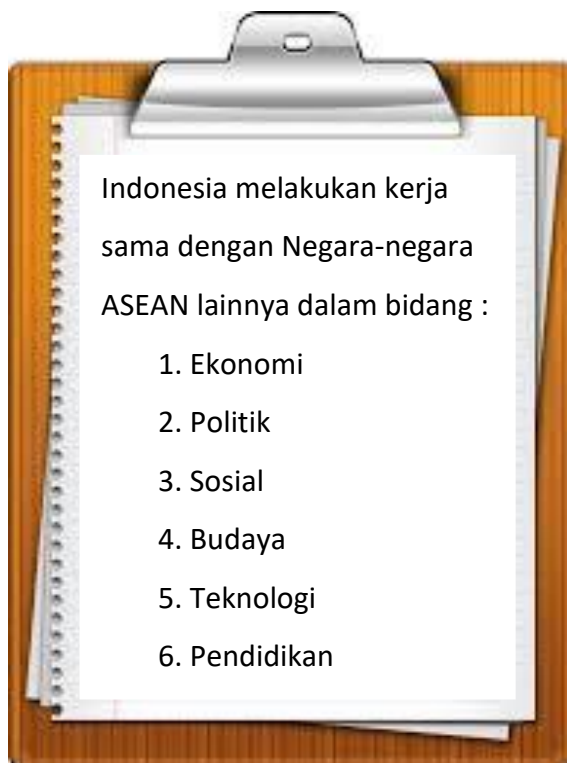 Indonesia melakukan kerja
sama dengan Negara-negara
ASEAN lainnya dalam bidang :
1. Ekonomi
2. Politik
3. Sosial
4. Budaya
5. Teknologi
6. Pendidikan